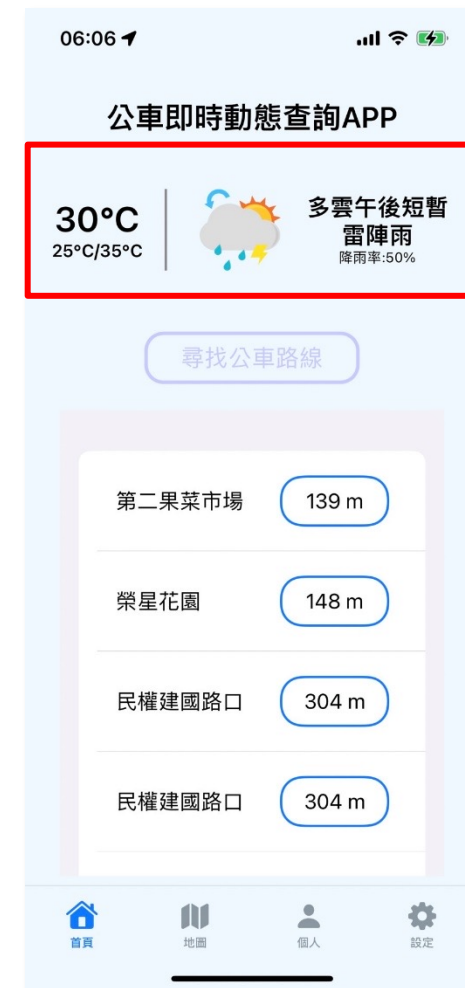 06:06
公車即時動態查詢APP
30°C
25°C/35°C
多雲午後短暫
雷陣雨
降雨率:50%
尋找公車路線
第二果菜市場 139 m
榮星花園 148 m
民權建國路口 304 m
民權建國路口 304 m
首頁 地圖 個人 設定